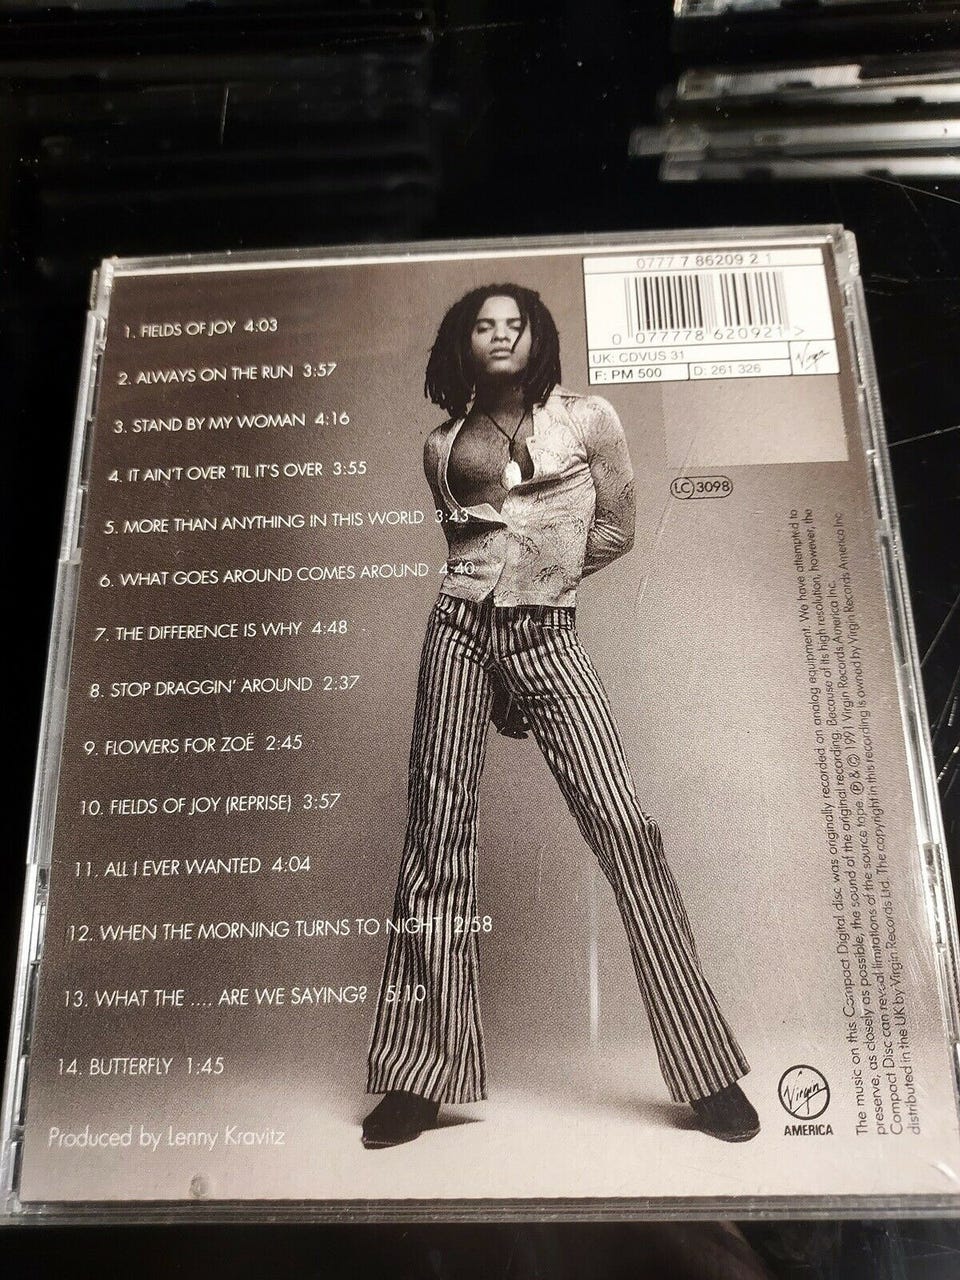 1. FIELDS OF JOY 4:03
2. ALWAYS ON THE RUN 3:57
3. STAND BY MY WOMAN 4:16
4. IT AIN'T OVER 'TIL IT'S OVER 3:55
5. MORE THAN ANYTHING IN THIS WORLD 3:43
6. WHAT GOES AROUND COMES AROUND 4:40
7. THE DIFFERENCE IS WHY 4:48
8. STOP DRAGGIN' AROUND 2:37
9. FLOWERS FOR ZOË 2:45
10. FIELDS OF JOY (REPRISE) 3:57
11. ALL I EVER WANTED 4:04
12. WHEN THE MORNING TURNS TO NIGHT 2:58
13. WHAT THE .... ARE WE SAYING? 5:10
14. BUTTERFLY 1:45
Produced by Lenny Kravitz
0777 7 86209 2 1
0 077778 620921 >
UK: CDVUS 31
F: PM 500
D: 261 326
Virgin
LC 3098
The music on this Compact Digital disc was originally recorded on analog equipment. We have attempted to
preserve, as closely as possible, the sound of the original recording. Because of its high resolution, however, the
Compact Disc can reveal limitations of the source tape. ℗ & © 1991 Virgin Records America Inc.
distributed in the UK by Virgin Records Ltd. The copyright in this recording is owned by Virgin Records America Inc
Virgin
AMERICA